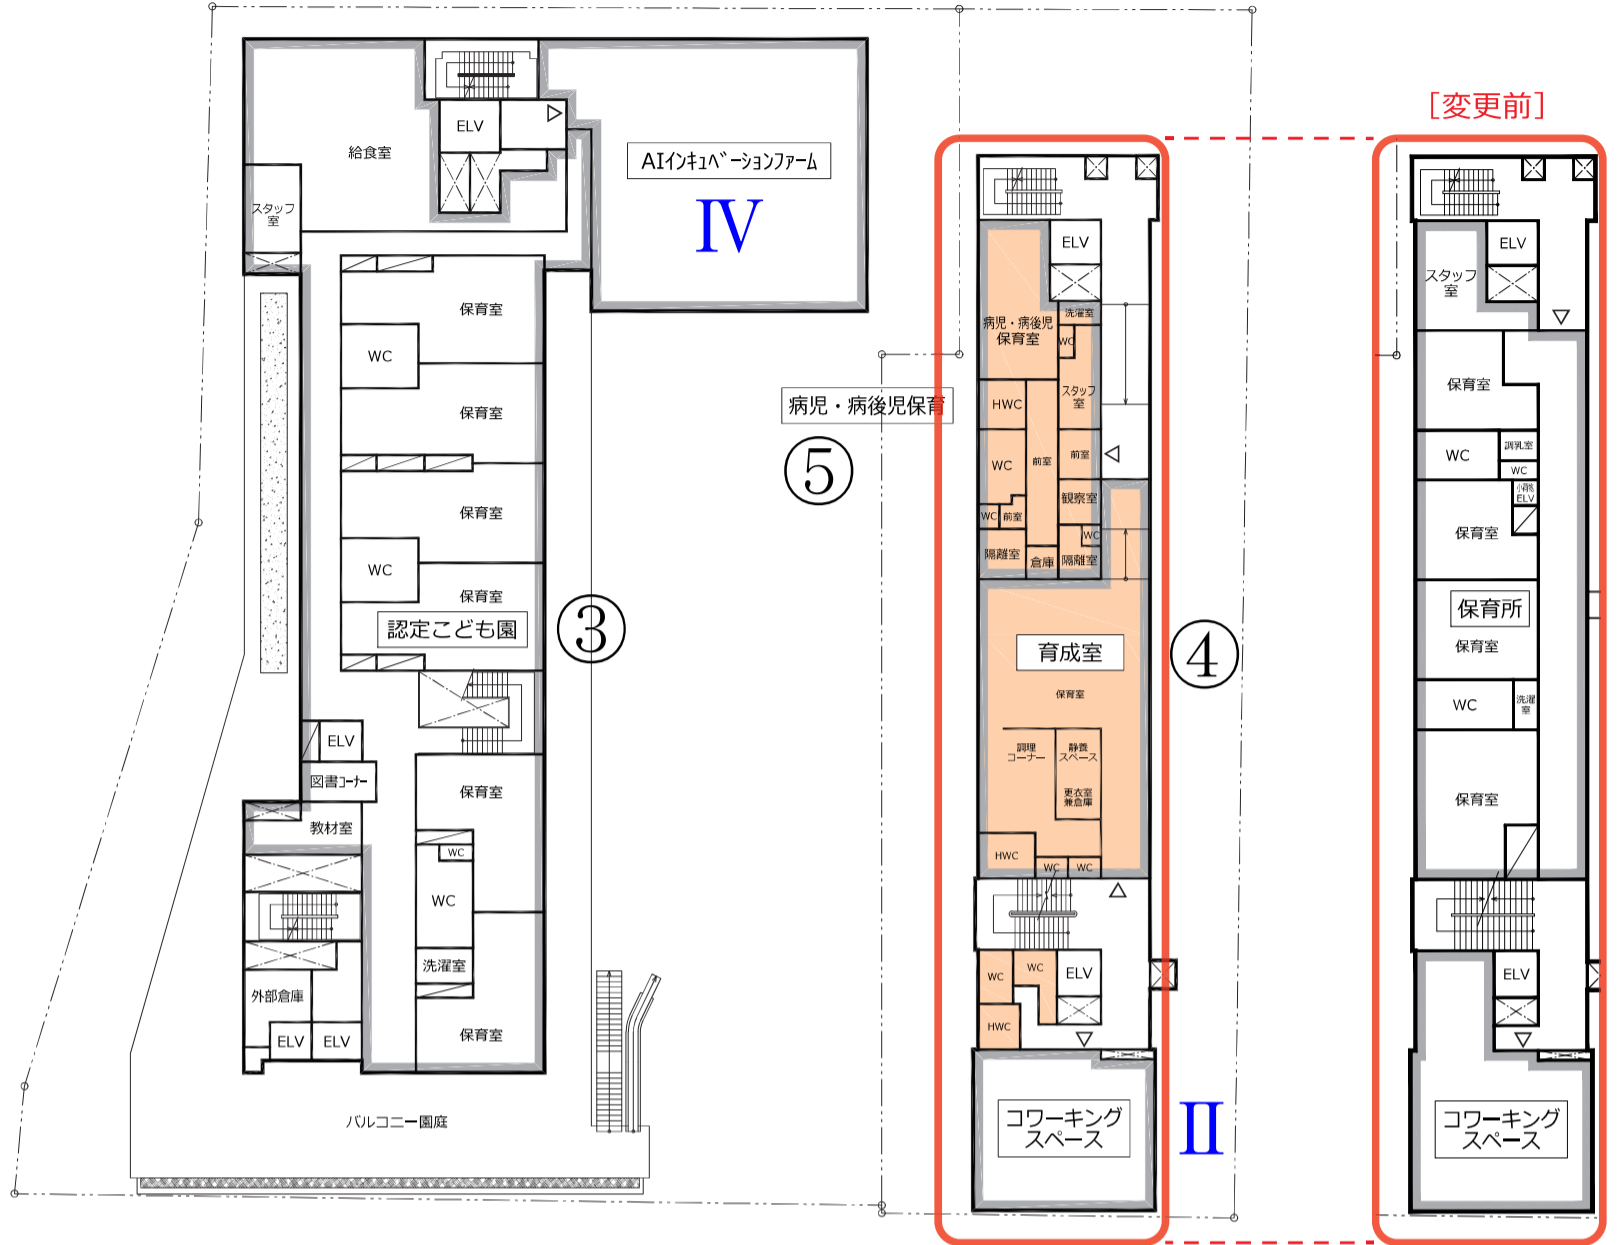 [変更前]
給食室
ELV
スタッフ
室
AIインキュベーションファーム
Ⅳ
保育室
WC
保育室
保育室
WC
保育室
認定こども園
③
ELV
図書コーナー
教材室
保育室
WC
WC
洗濯室
外部倉庫
ELV
ELV
保育室
バルコニー園庭
病児・病後児保育
⑤
ELV
洗濯室
病児・病後児
保育室
WC
スタッフ
室
HWC
WC
前室
前室
観察室
WC
前室
WC
隔離室
倉庫
隔離室
育成室
④
保育室
調理
コーナー
静養
スペース
更衣室
兼倉庫
HWC
WC
WC
WC
WC
ELV
HWC
コワーキング
スペース
Ⅱ
ELV
スタッフ
室
保育室
WC
調乳室
WC
小荷物
ELV
保育室
保育所
保育室
WC
洗濯
室
保育室
ELV
コワーキング
スペース